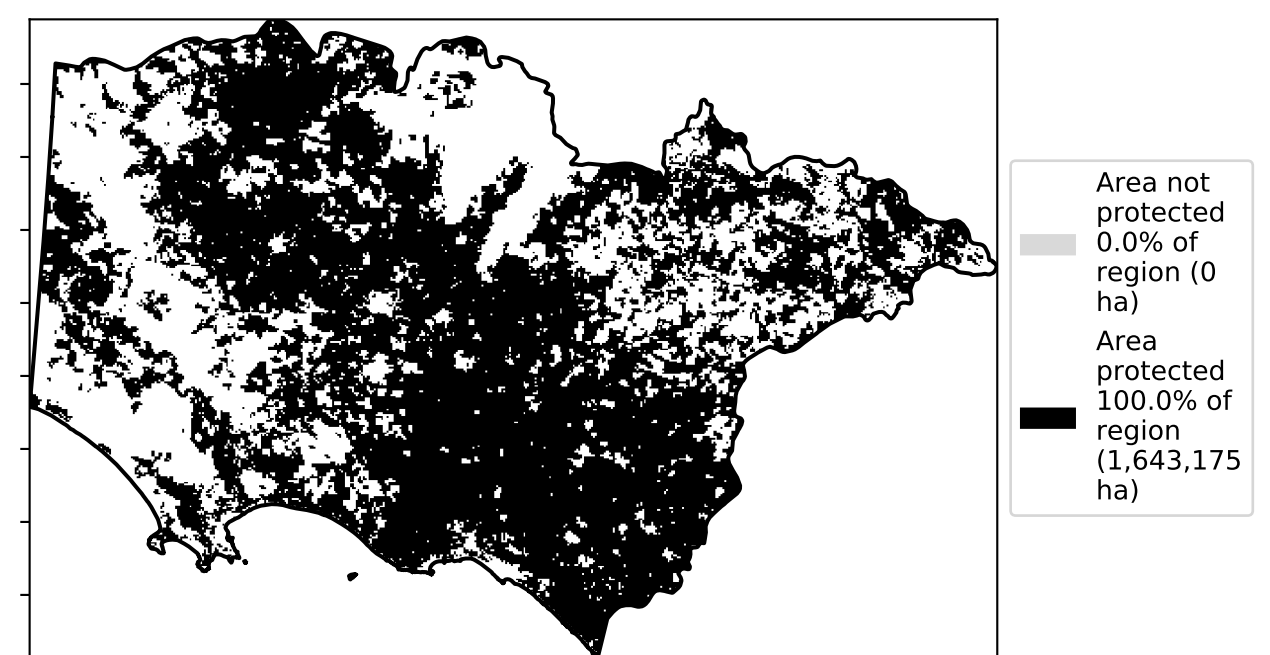 Area not
protected
0.0% of
region (0
ha)
Area
protected
100.0% of
region
(1,643,175
ha)